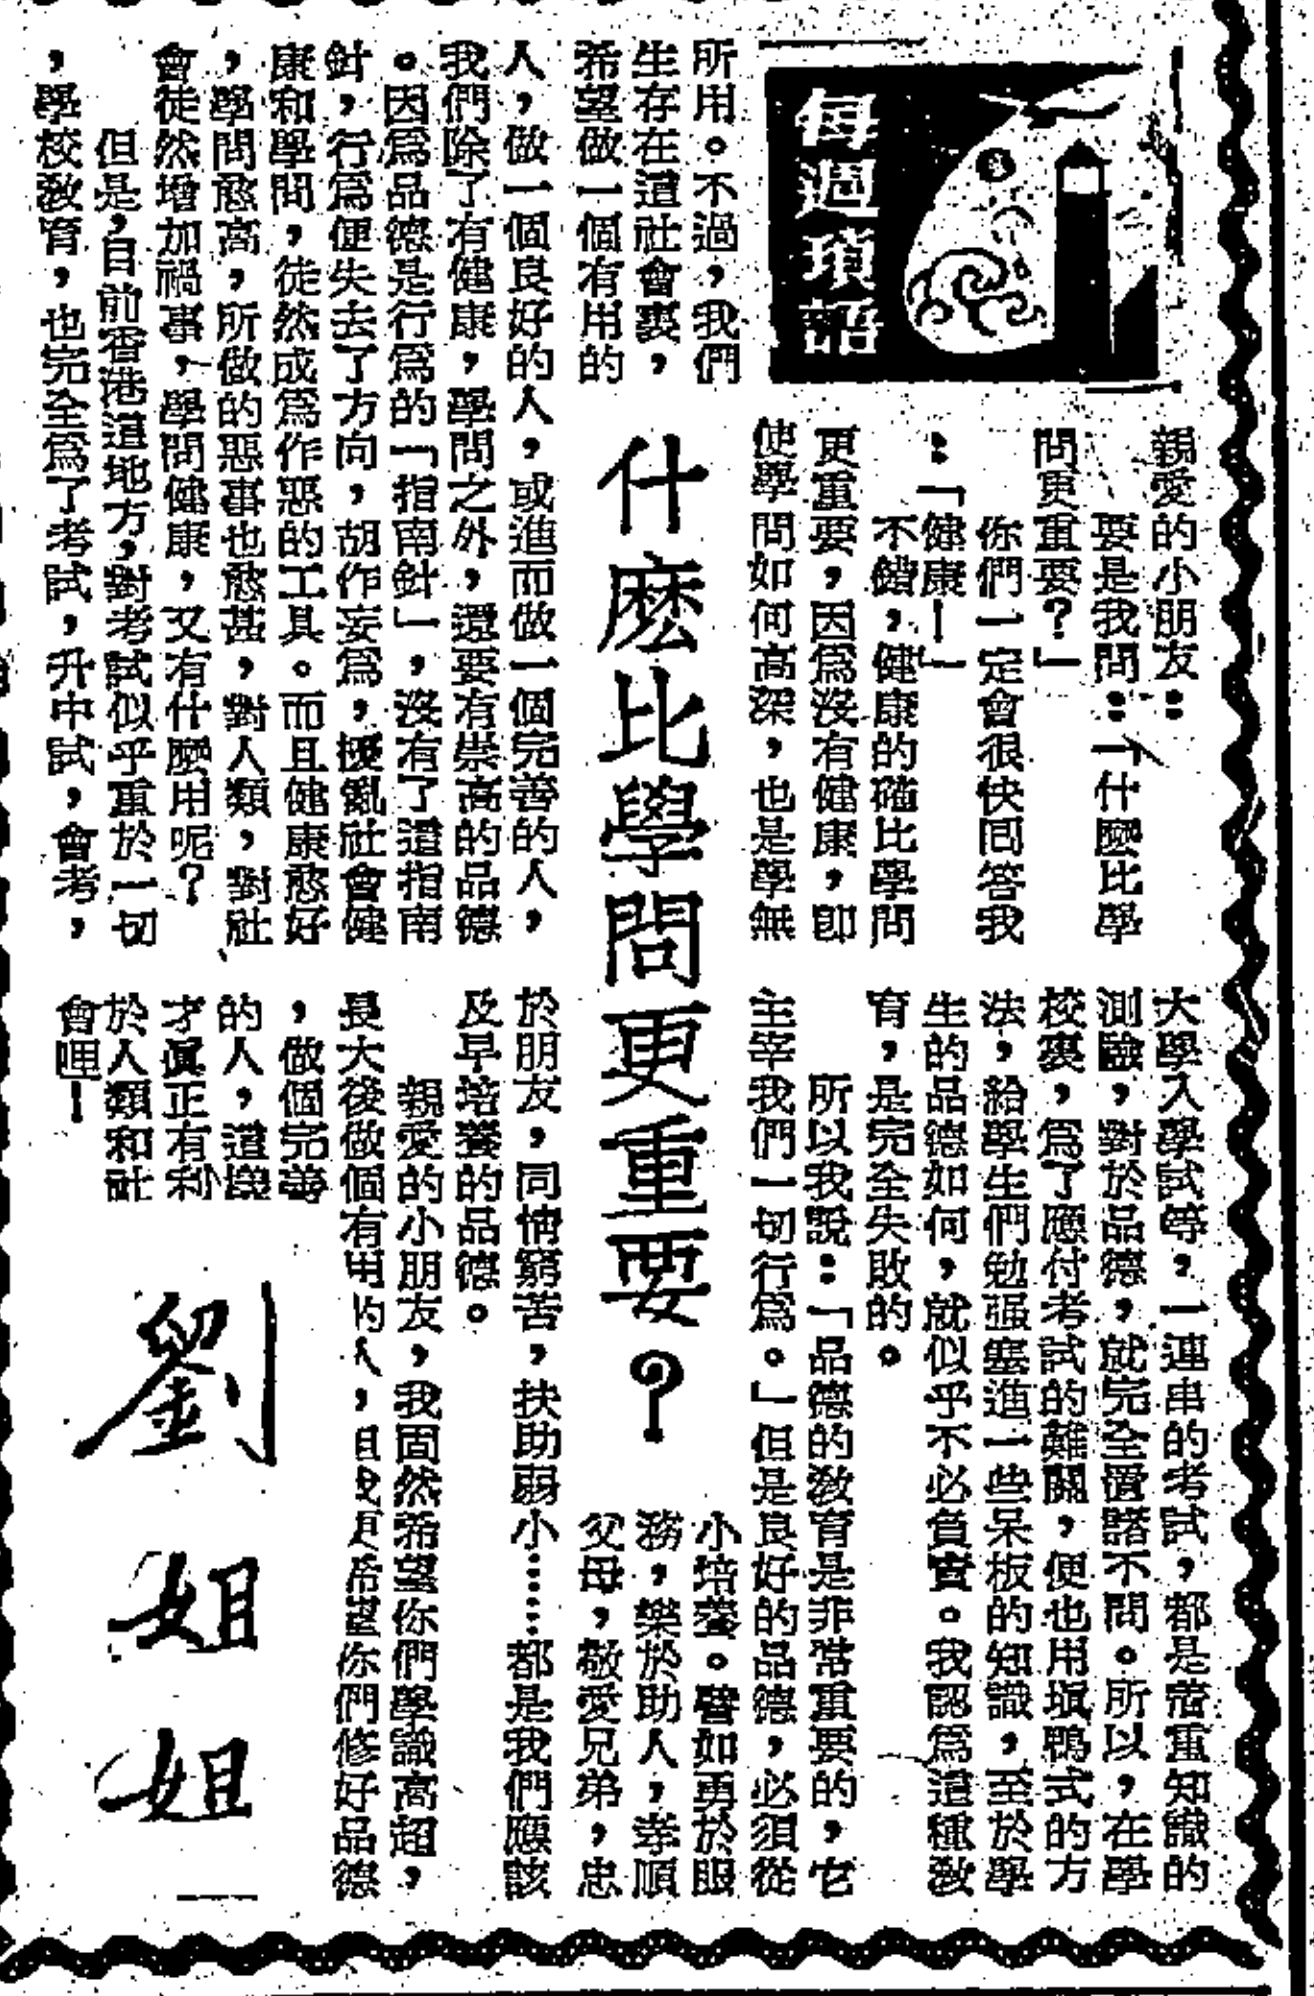 每週瑣語
什麽比學問更重要?
親愛的小朋友:
要是我問:「什麽比學
問更重要?」
你們一定會很快回答我
:「健康!」
不錯,健康的確比學問
更重要,因爲沒有健康,卽
使學問如何高深,也是學無
所用。不過,我們
生存在這社會裏,
希望做一個有用的
人,做一個良好的人,或進而做一個完善的人,
我們除了有健康,學問之外,還要有崇高的品德
。因爲品德是行爲的「指南針」,沒有了這指南
針,行爲便失去了方向,胡作妄爲,擾亂社會健
康和學問,徒然成爲作惡的工具。而且健康愈好
,學問愈高,所做的惡事也愈甚,對人類,對社
會徒然增加禍事,學問健康,又有什麽用呢?
但是,目前香港這地方,對考試似乎重於一切
,學校敎育,也完全爲了考試,升中試,會考,
大學入學試等,一連串的考試,都是着重知識的
測驗,對於品德,就完全置諸不問。所以,在學
校裏,爲了應付考試的難關,便也用塡鴨式的方
法,給學生們勉强塞進一些呆板的知識,至於學
生的品德如何,就似乎不必負責。我認爲這種敎
育,是完全失敗的。
所以我說:「品德的敎育是非常重要的,它
主宰我們一切行爲。」但是良好的品德,必須從
小培養。譬如勇於服
務,樂於助人,孝順
父母,敬愛兄弟,忠
於朋友,同情窮苦,扶助弱小……都是我們應該
及早培養的品德。
親愛的小朋友,我固然希望你們學識高超,
長大後做個有用的人,但我更希望你們修好品德
,做個完善
的人,這樣
才眞正有利
於人類和社
會哩!
劉姐姐